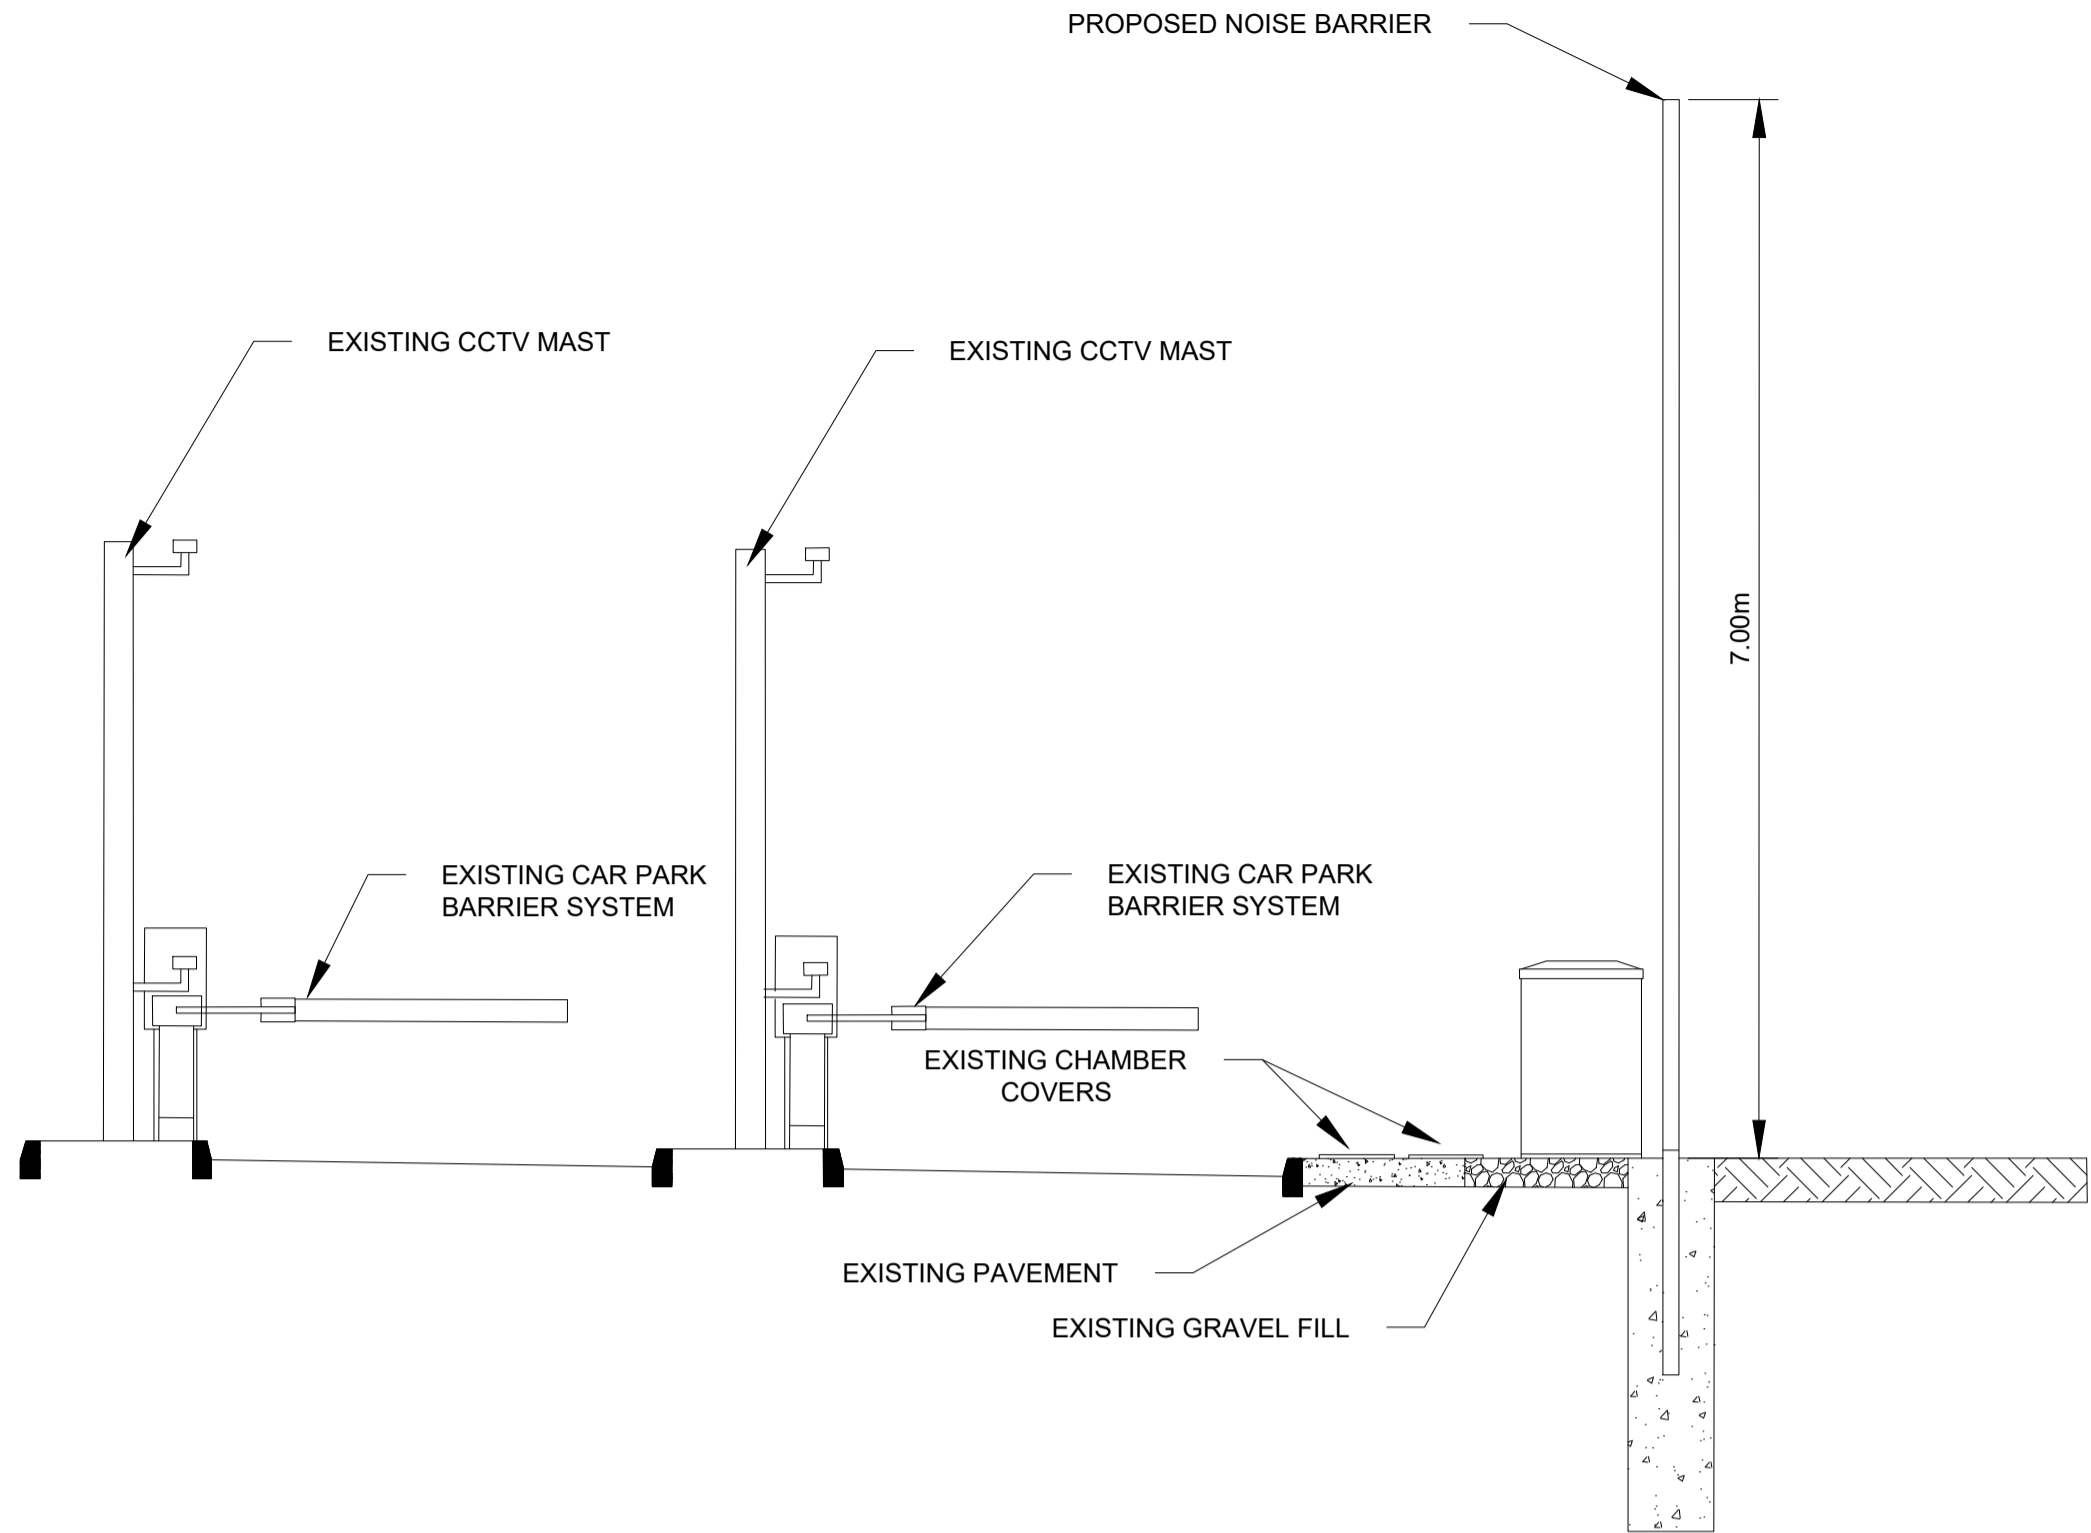 PROPOSED NOISE BARRIER
EXISTING CCTV MAST
EXISTING CCTV MAST
7.00m
EXISTING CAR PARK
BARRIER SYSTEM
EXISTING CAR PARK
BARRIER SYSTEM
EXISTING CHAMBER
COVERS
EXISTING PAVEMENT
EXISTING GRAVEL FILL